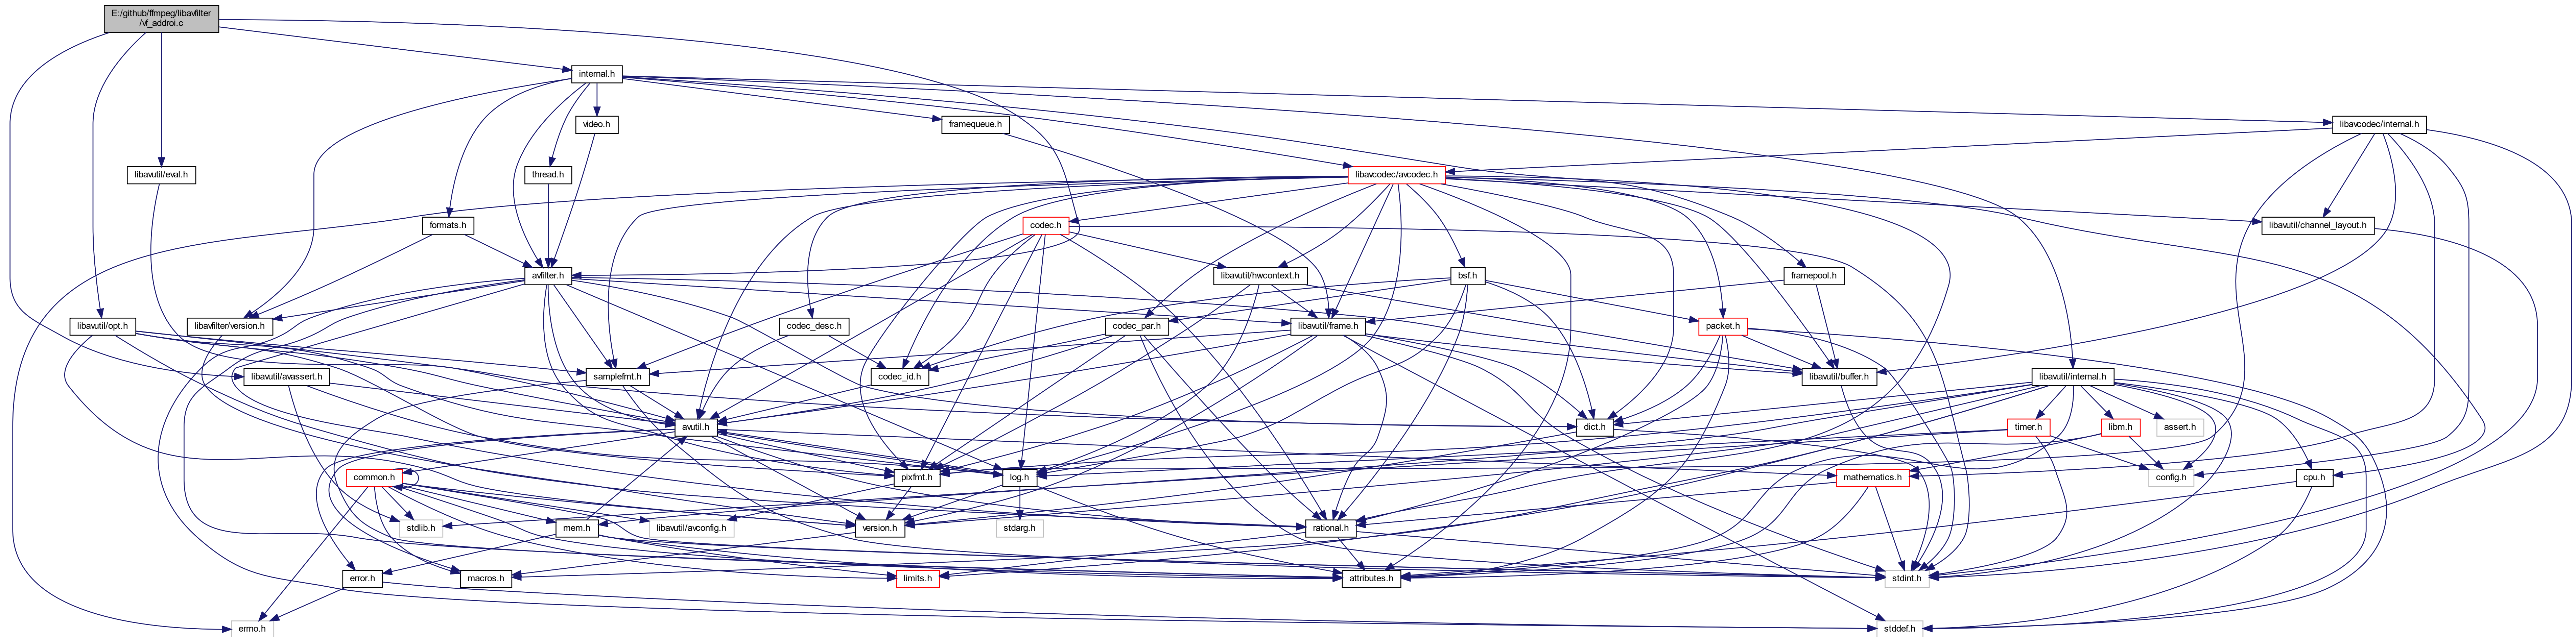 E:/github/ffmpeg/libavfilter
/vf_addroi.c
internal.h
video.h
framequeue.h
libavcodec/internal.h
libavutil/eval.h
thread.h
libavcodec/avcodec.h
formats.h
codec.h
libavutil/channel_layout.h
avfilter.h
libavutil/hwcontext.h
bsf.h
framepool.h
libavutil/opt.h
libavfilter/version.h
codec_desc.h
codec_par.h
libavutil/frame.h
packet.h
libavutil/avassert.h
samplefmt.h
codec_id.h
libavutil/buffer.h
libavutil/internal.h
avutil.h
dict.h
timer.h
libm.h
assert.h
common.h
pixfmt.h
log.h
mathematics.h
config.h
cpu.h
stdlib.h
mem.h
libavutil/avconfig.h
version.h
stdarg.h
rational.h
error.h
macros.h
limits.h
attributes.h
stdint.h
errno.h
stddef.h